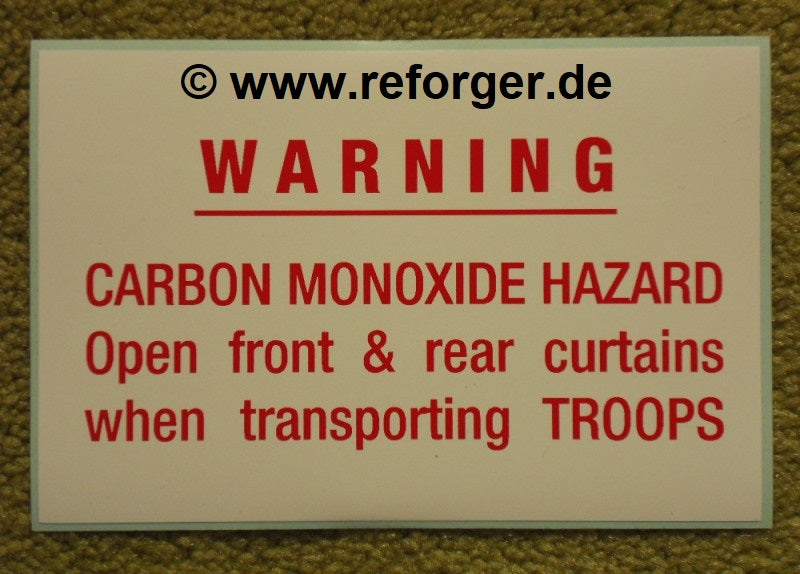 © www.reforger.de
WARNING
CARBON MONOXIDE HAZARD
Open front & rear curtains
when transporting TROOPS